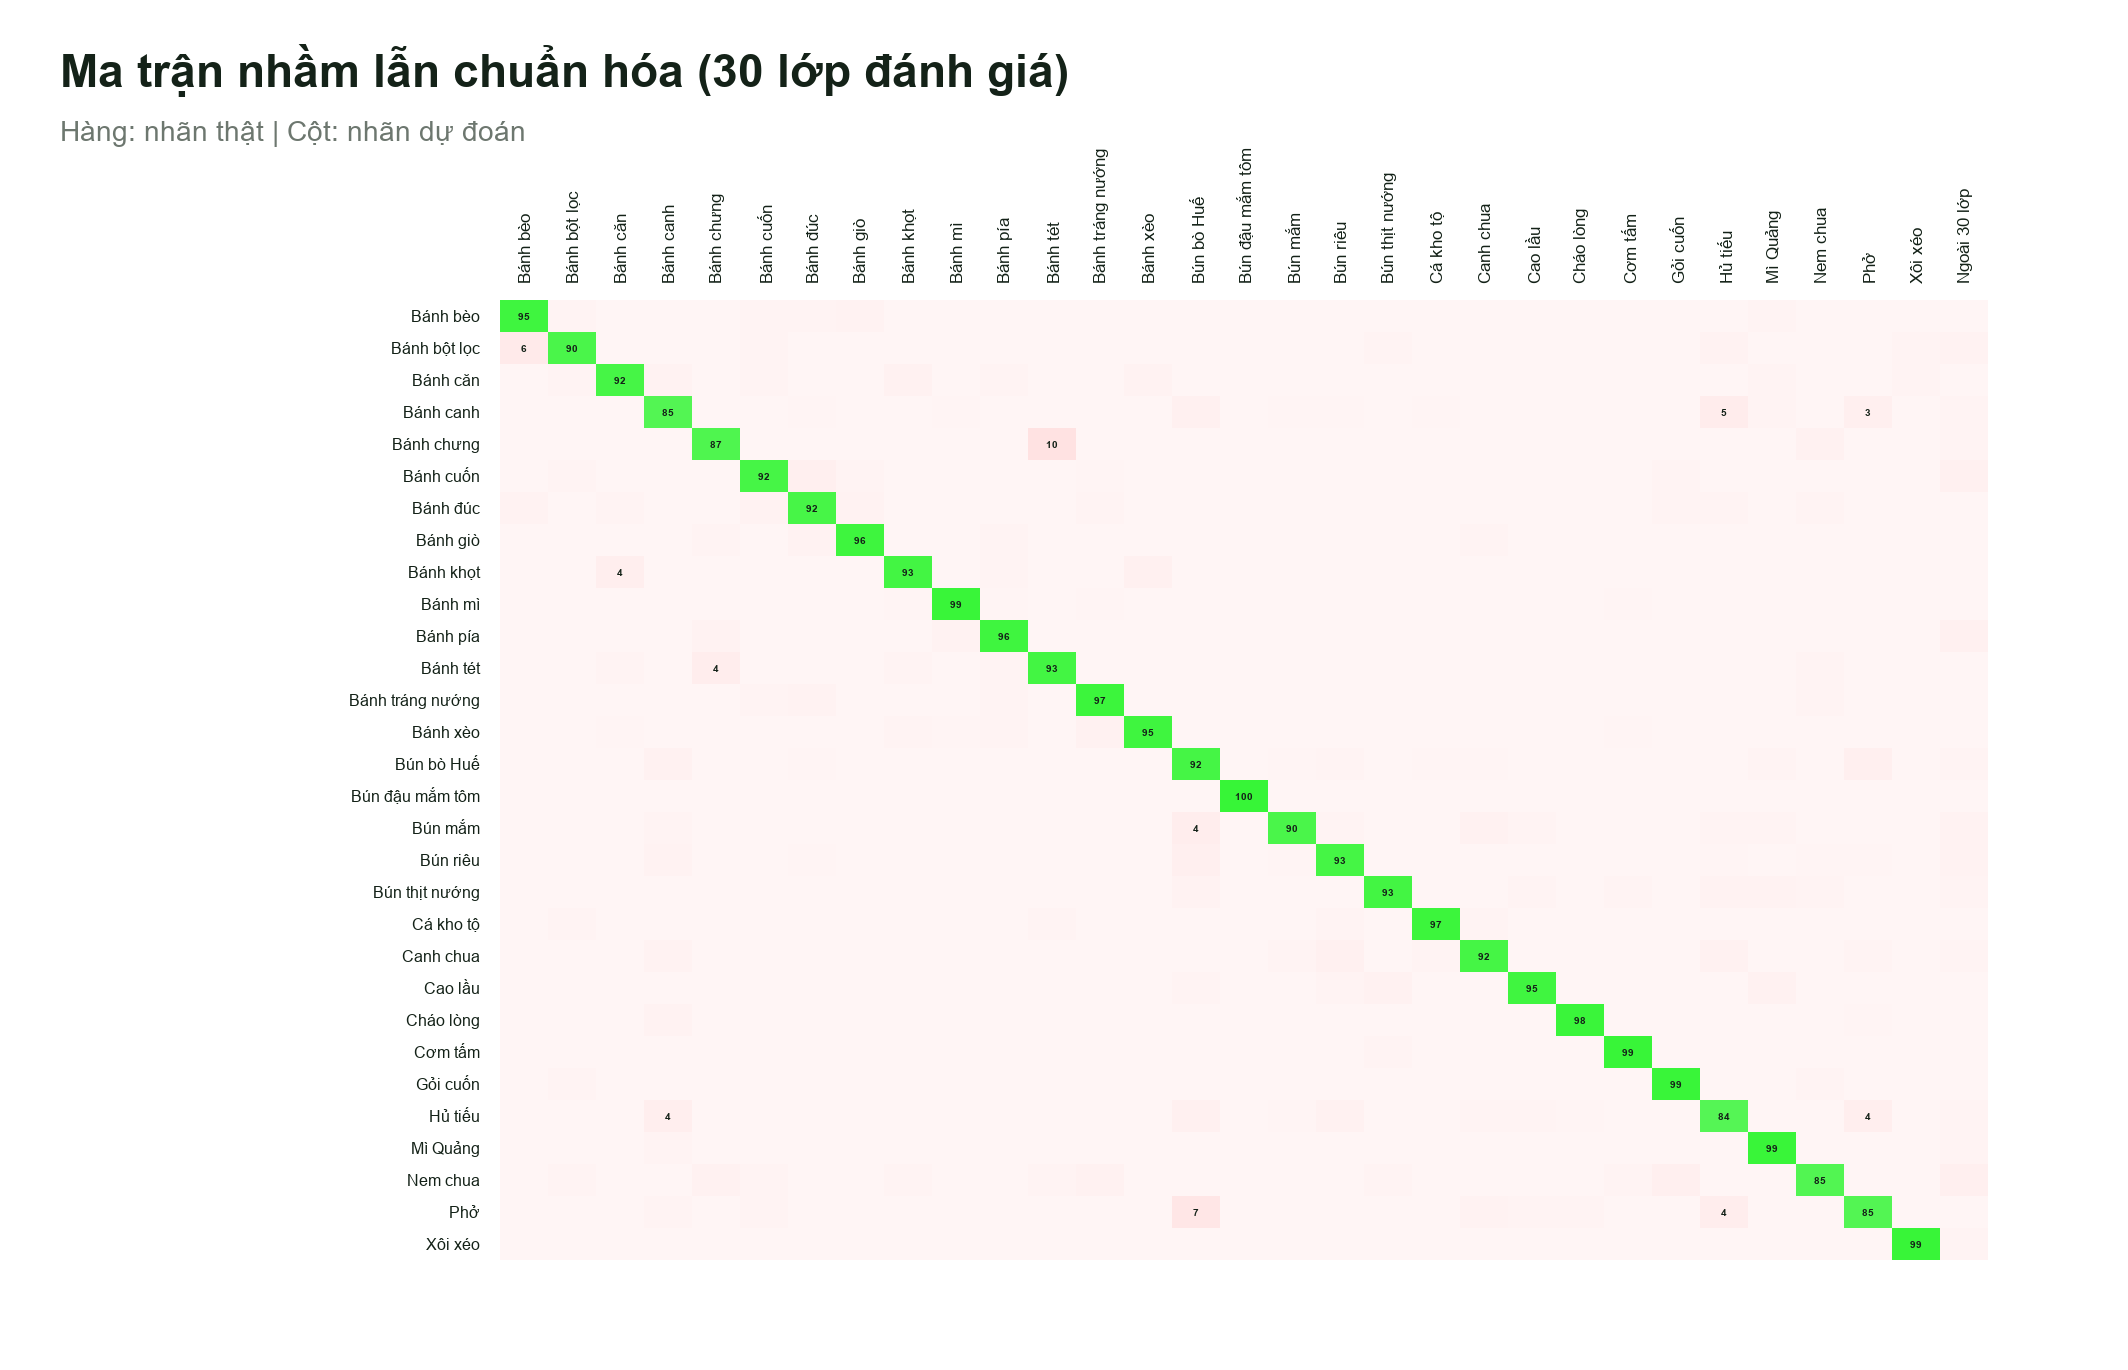 Ma trận nhầm lẫn chuẩn hóa (30 lớp đánh giá)
Hàng: nhãn thật | Cột: nhãn dự đoán
Bánh bèo
Bánh bột lọc
Bánh căn
Bánh canh
Bánh chưng
Bánh cuốn
Bánh đúc
Bánh giò
Bánh khọt
Bánh mì
Bánh pía
Bánh tét
Bánh tráng nướng
Bánh xèo
Bún bò Huế
Bún đậu mắm tôm
Bún mắm
Bún riêu
Bún thịt nướng
Cá kho tộ
Canh chua
Cao lầu
Cháo lòng
Cơm tấm
Gỏi cuốn
Hủ tiếu
Mì Quảng
Nem chua
Phở
Xôi xéo
Ngoài 30 lớp
Bánh bèo 95
Bánh bột lọc 6 90
Bánh căn 92
Bánh canh 85 5 3
Bánh chưng 87 10
Bánh cuốn 92
Bánh đúc 92
Bánh giò 96
Bánh khọt 4 93
Bánh mì 99
Bánh pía 96
Bánh tét 4 93
Bánh tráng nướng 97
Bánh xèo 95
Bún bò Huế 92
Bún đậu mắm tôm 100
Bún mắm 4 90
Bún riêu 93
Bún thịt nướng 93
Cá kho tộ 97
Canh chua 92
Cao lầu 95
Cháo lòng 98
Cơm tấm 99
Gỏi cuốn 99
Hủ tiếu 4 84 4
Mì Quảng 99
Nem chua 85
Phở 7 4 85
Xôi xéo 99